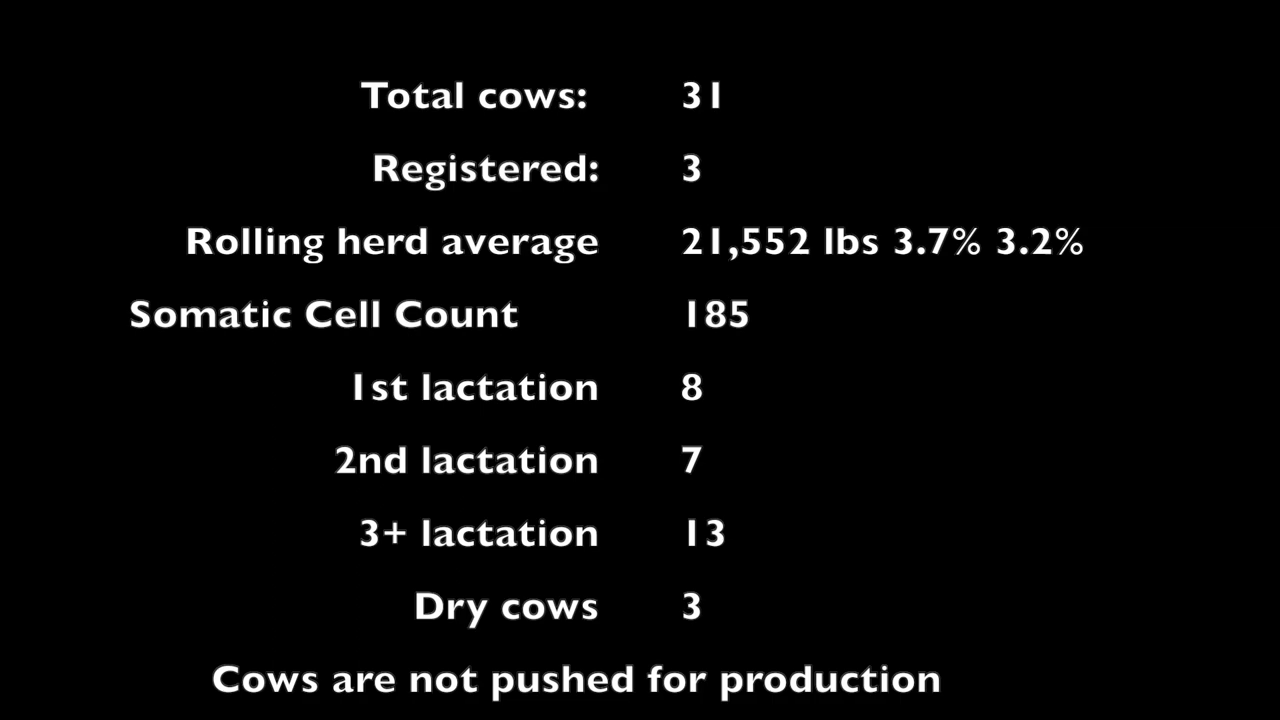 Total cows: 31
Registered: 3
Rolling herd average 21,552 lbs 3.7% 3.2%
Somatic Cell Count 185
1st lactation 8
2nd lactation 7
3+ lactation 13
Dry cows 3
Cows are not pushed for production